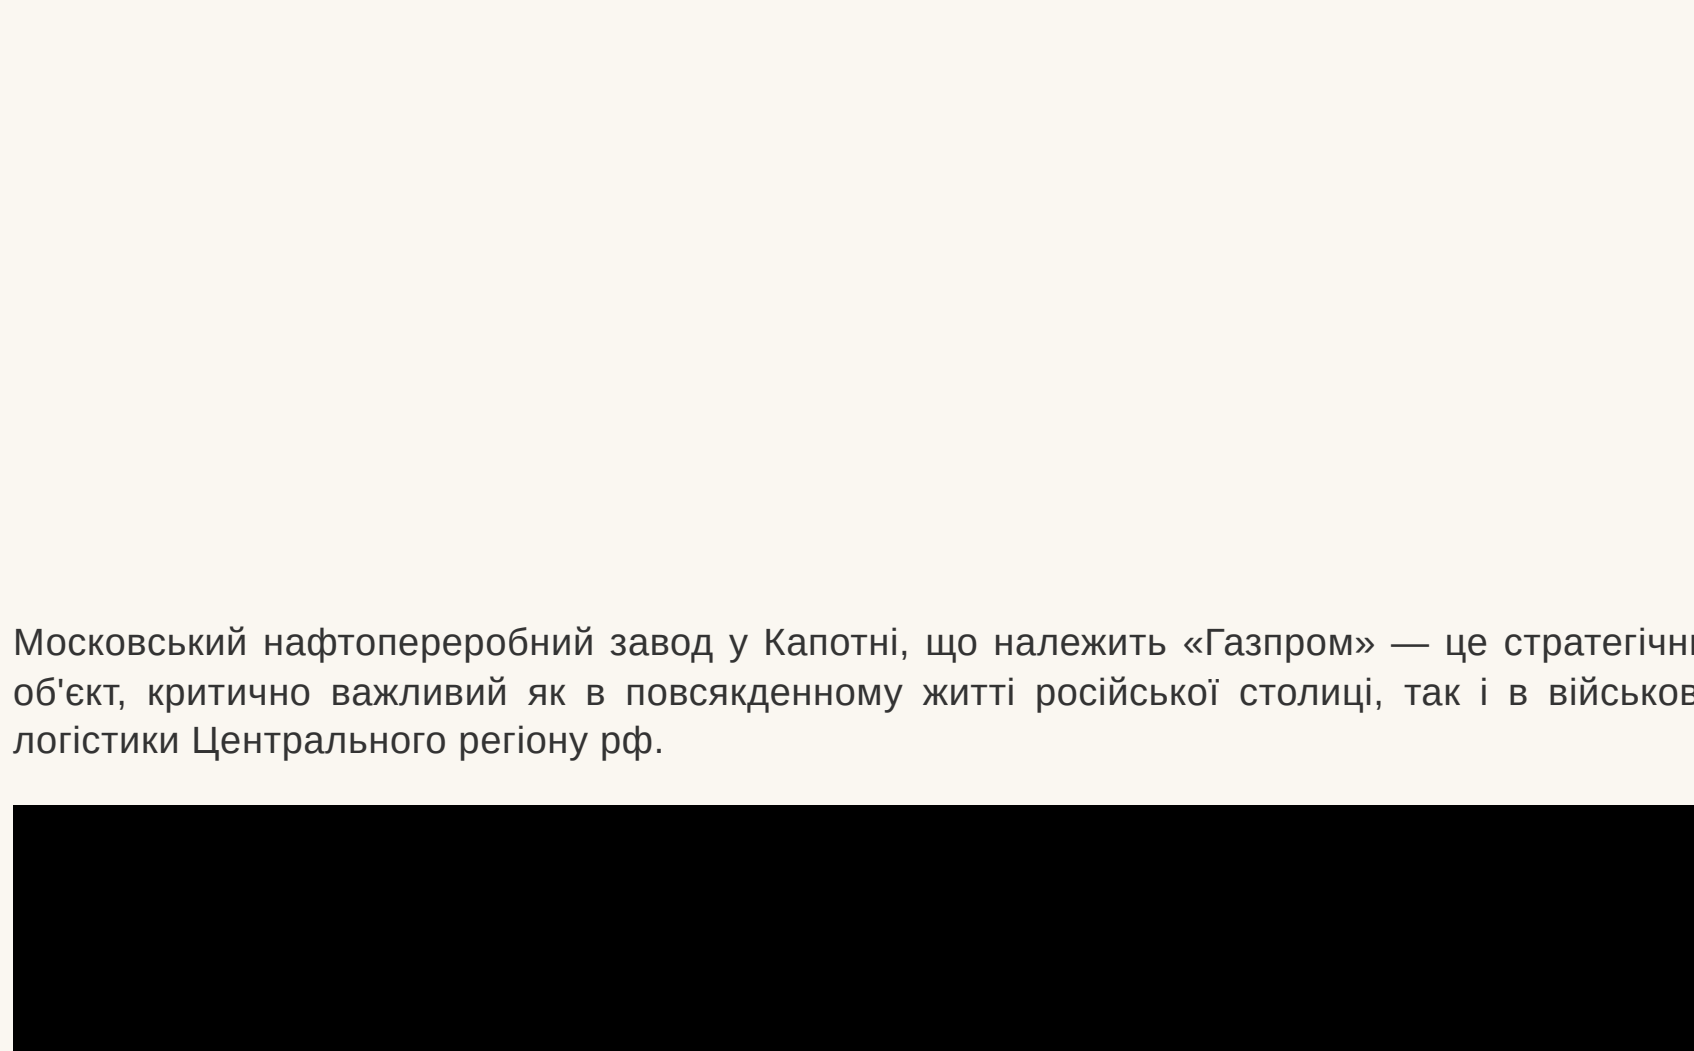 Московський нафтопереробний завод у Капотні, що належить «Газпром» — це стратегічн
об'єкт, критично важливий як в повсякденному житті російської столиці, так і в військов
логістики Центрального регіону рф.